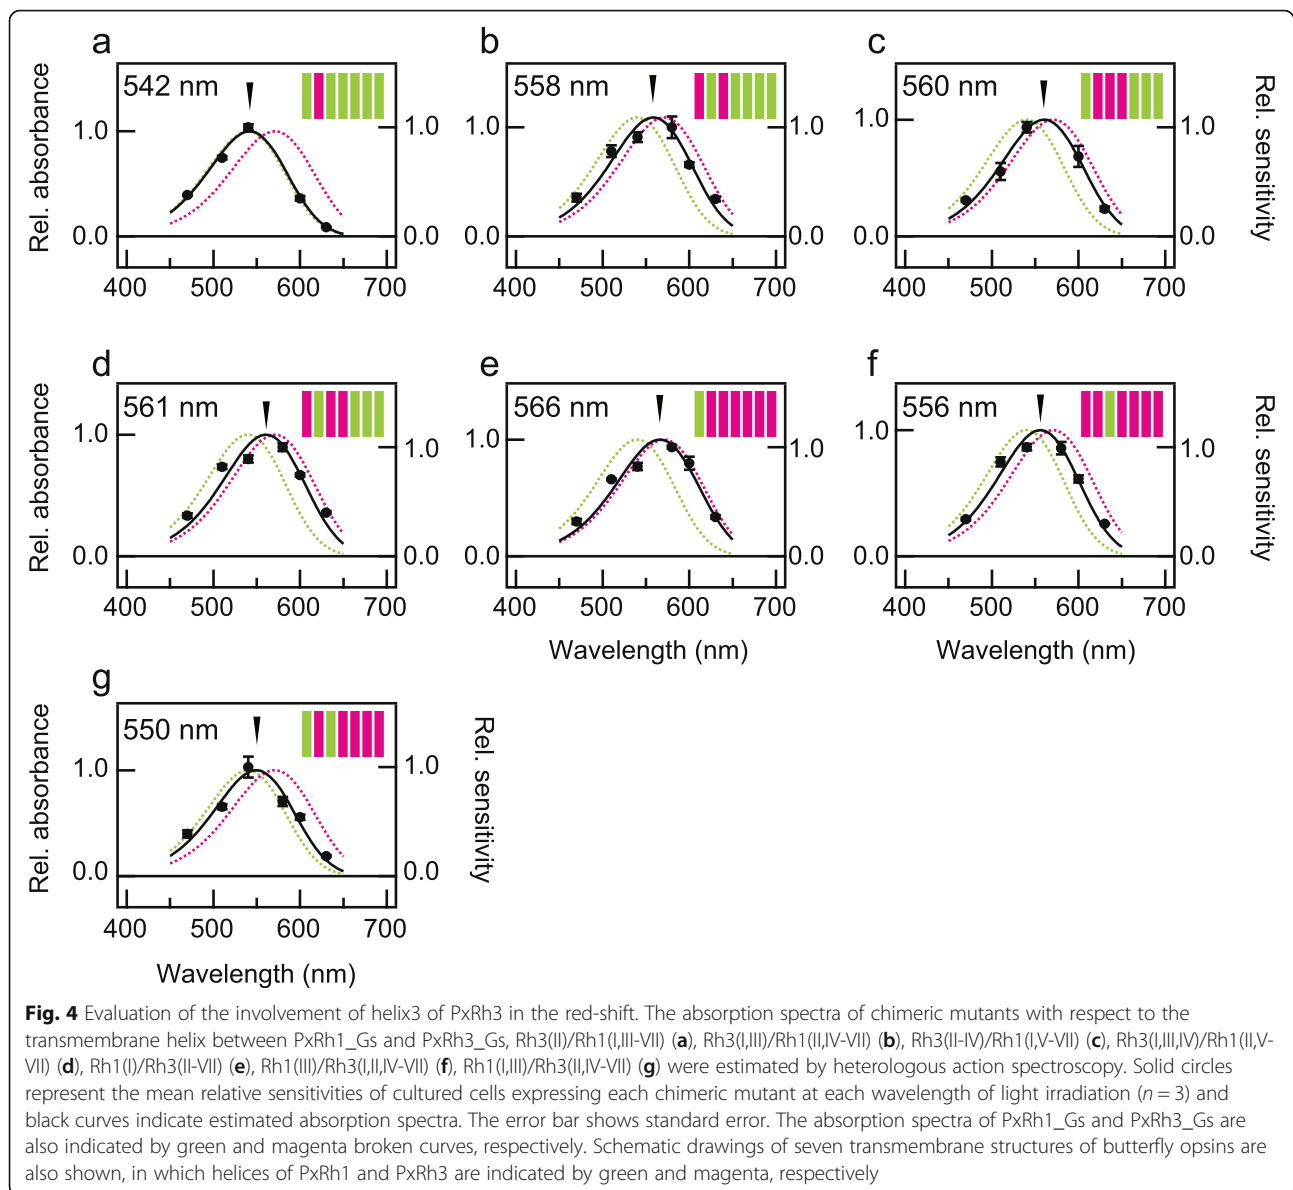 a
b
c
542 nm
558 nm
560 nm
Rel. absorbance
1.0
0.0
1.0
0.0
1.0
0.0
1.0
0.0
1.0
0.0
1.0
0.0
Rel. sensitivity
400 500 600 700
400 500 600 700
400 500 600 700
d
e
f
561 nm
566 nm
556 nm
Rel. absorbance
1.0
0.0
1.0
0.0
1.0
0.0
1.0
0.0
1.0
0.0
1.0
0.0
Rel. sensitivity
400 500 600 700
400 500 600 700
400 500 600 700
Wavelength (nm)
Wavelength (nm)
g
550 nm
Rel. absorbance
1.0
0.0
1.0
0.0
Rel. sensitivity
400 500 600 700
Wavelength (nm)
Fig. 4 Evaluation of the involvement of helix3 of PxRh3 in the red-shift. The absorption spectra of chimeric mutants with respect to the
transmembrane helix between PxRh1_Gs and PxRh3_Gs, Rh3(II)/Rh1(I,III-VII) (a), Rh3(I,III)/Rh1(II,IV-VII) (b), Rh3(II-IV)/Rh1(I,V-VII) (c), Rh3(I,III,IV)/Rh1(II,V-
VII) (d), Rh1(I)/Rh3(II-VII) (e), Rh1(III)/Rh3(I,II,IV-VII) (f), Rh1(I,III)/Rh3(II,IV-VII) (g) were estimated by heterologous action spectroscopy. Solid circles
represent the mean relative sensitivities of cultured cells expressing each chimeric mutant at each wavelength of light irradiation (n = 3) and
black curves indicate estimated absorption spectra. The error bar shows standard error. The absorption spectra of PxRh1_Gs and PxRh3_Gs are
also indicated by green and magenta broken curves, respectively. Schematic drawings of seven transmembrane structures of butterfly opsins are
also shown, in which helices of PxRh1 and PxRh3 are indicated by green and magenta, respectively